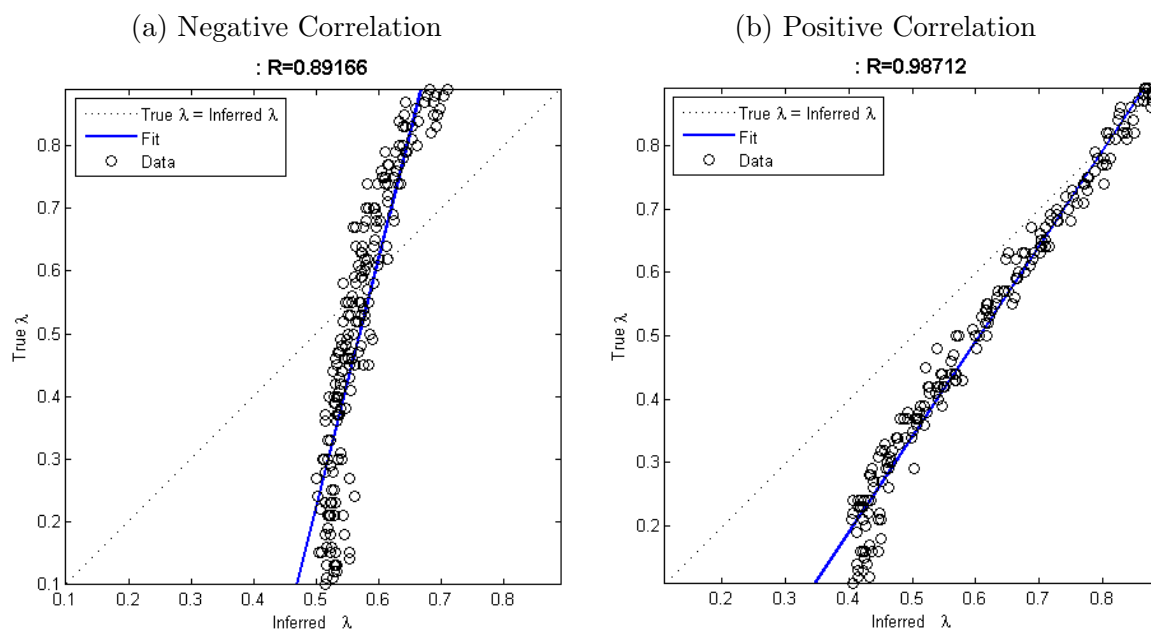 (a) Negative Correlation
: R=0.89166
True λ = Inferred λ
Fit
Data
True λ
0.8
0.7
0.6
0.5
0.4
0.3
0.2
0.1
0.1 0.2 0.3 0.4 0.5 0.6 0.7 0.8
Inferred λ
(b) Positive Correlation
: R=0.98712
True λ = Inferred λ
Fit
Data
True λ
0.8
0.7
0.6
0.5
0.4
0.3
0.2
0.2 0.3 0.4 0.5 0.6 0.7 0.8
Inferred λ